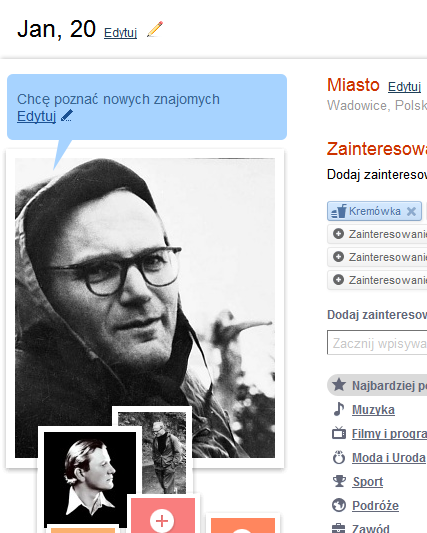 Jan, 20 Edytuj
Chcę poznać nowych znajomych
Edytuj
Miasto Edytuj
Wadowice, Polsk
Zainteresowa
Dodaj zainteresow
Kremówka
Zainteresowani
Zainteresowani
Zainteresowani
Dodaj zainteresow
Zacznij wpisywa
Najbardziej po
Muzyka
Filmy i progra
Moda i Uroda
Sport
Podróże
Zawód